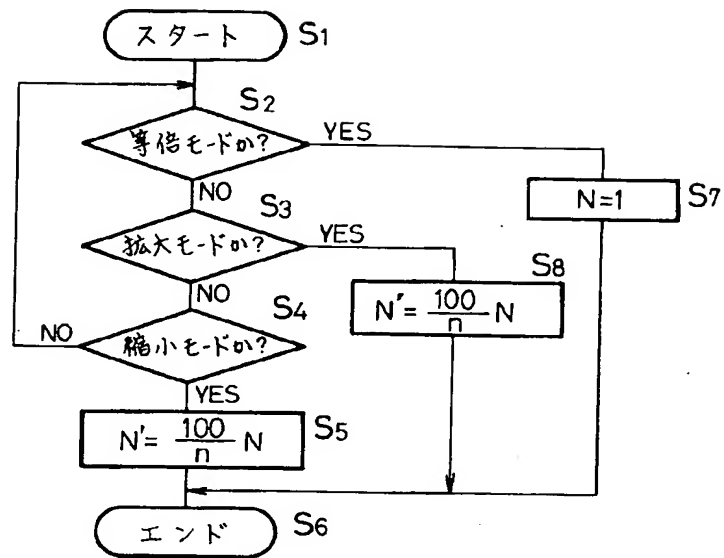 スタート S1
S2
等倍モードか? YES
NO
N=1 S7
S3
拡大モードか? YES
NO
S8
N'= 100/n N
S4
NO 縮小モードか?
YES
N'= 100/n N S5
エンド S6